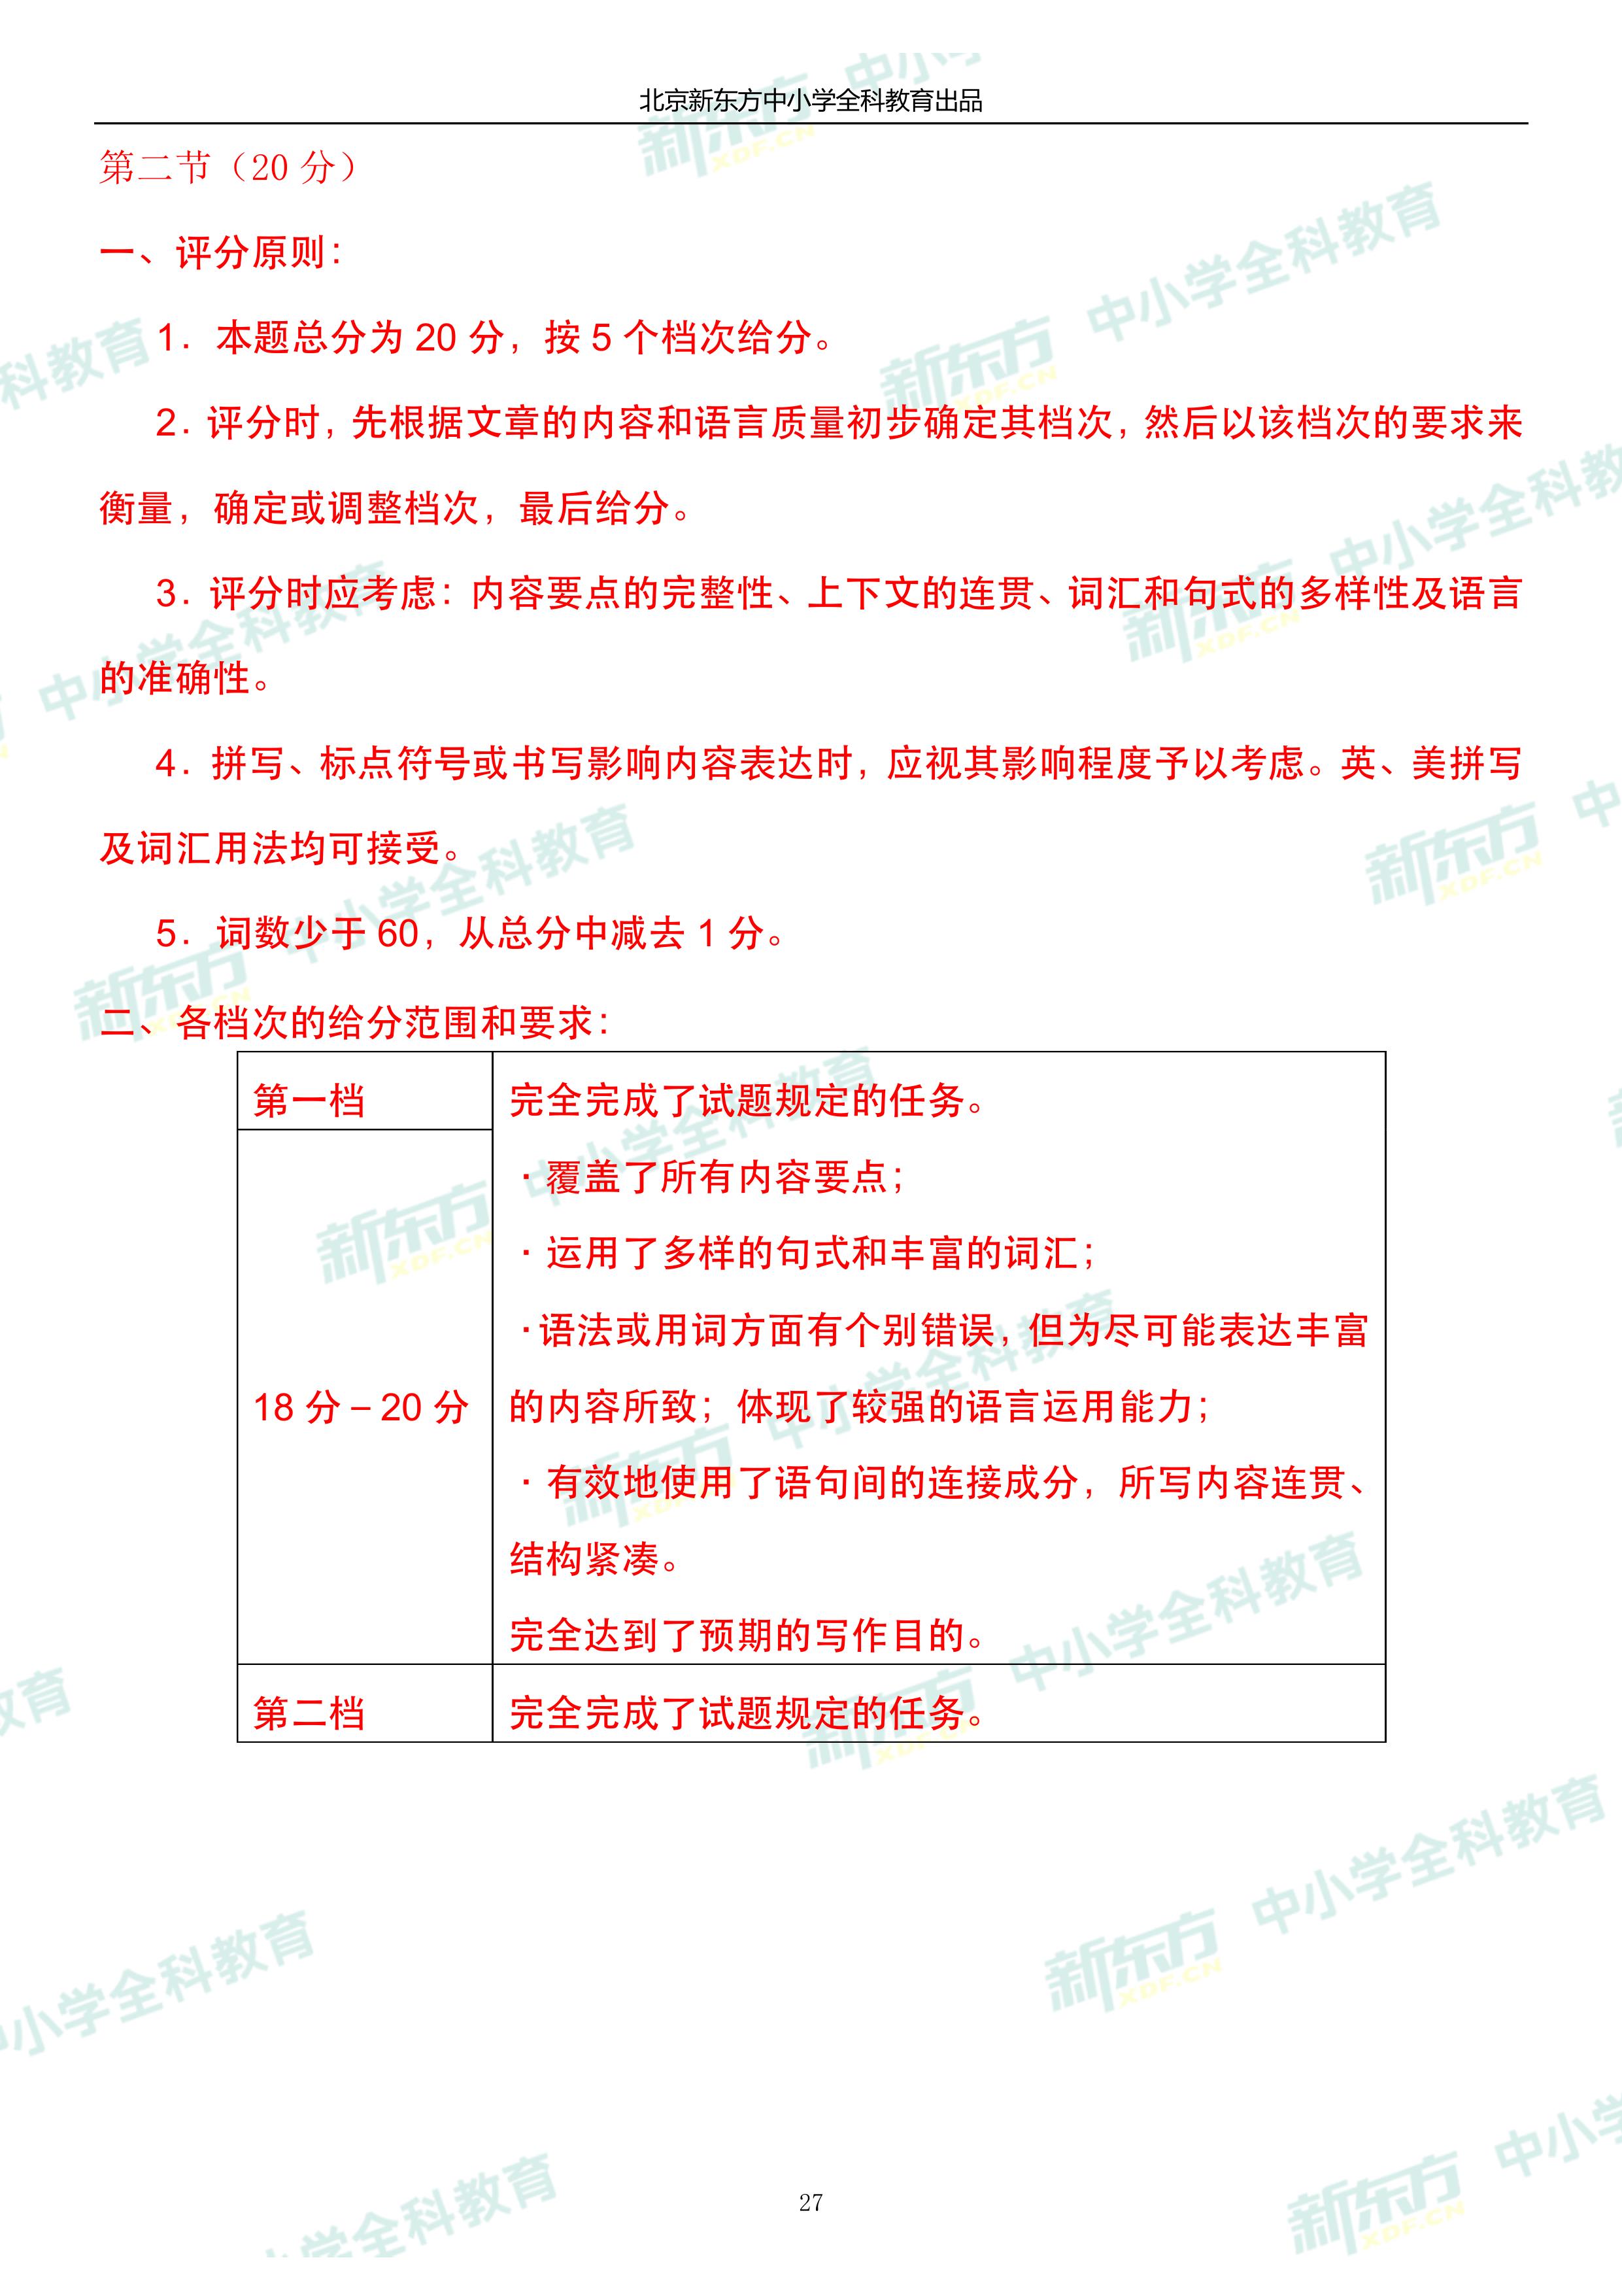 北京新东方中小学全科教育出品
第二节（20 分）
一、评分原则：
1．本题总分为 20 分，按 5 个档次给分。
2．评分时，先根据文章的内容和语言质量初步确定其档次，然后以该档次的要求来
衡量，确定或调整档次，最后给分。
3．评分时应考虑：内容要点的完整性、上下文的连贯、词汇和句式的多样性及语言
的准确性。
4．拼写、标点符号或书写影响内容表达时，应视其影响程度予以考虑。英、美拼写
及词汇用法均可接受。
5．词数少于 60，从总分中减去 1 分。
二、各档次的给分范围和要求：
第一档
完全完成了试题规定的任务。
·覆盖了所有内容要点；
·运用了多样的句式和丰富的词汇；
·语法或用词方面有个别错误，但为尽可能表达丰富
18 分 – 20 分
的内容所致；体现了较强的语言运用能力；
·有效地使用了语句间的连接成分，所写内容连贯、
结构紧凑。
完全达到了预期的写作目的。
第二档
完全完成了试题规定的任务。
27
新东方 中小学全科教育
XDF.CN